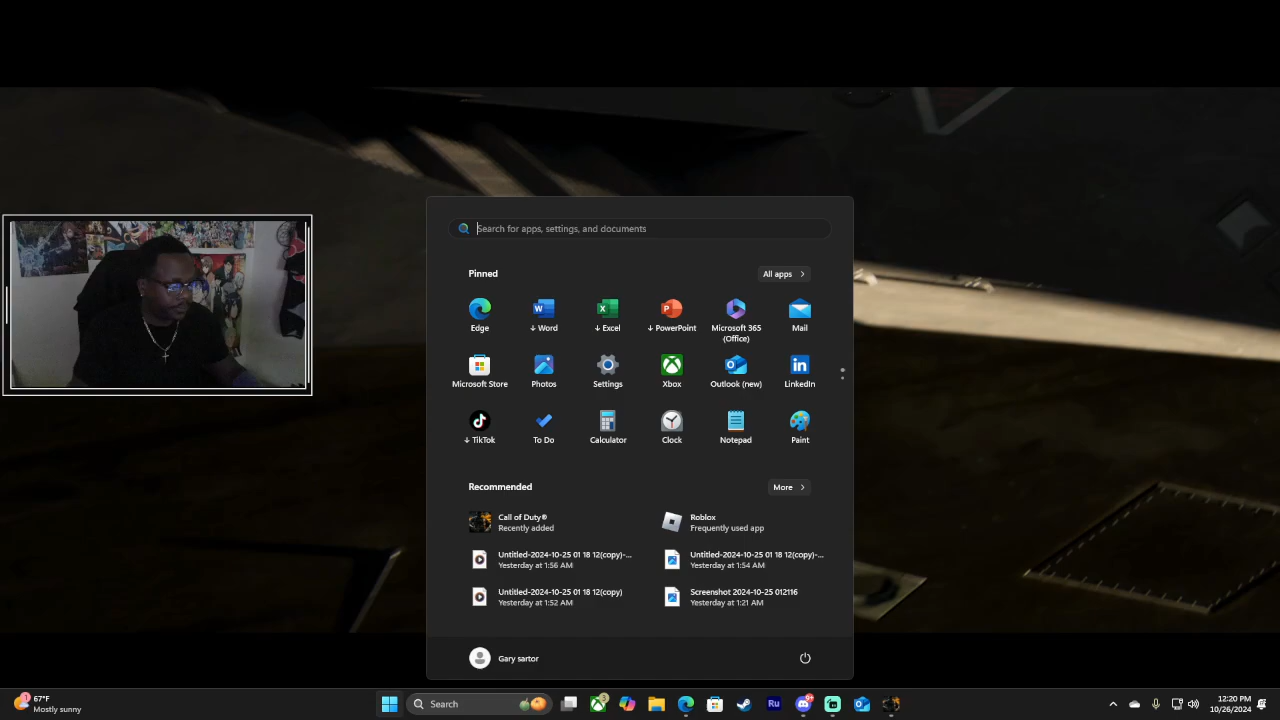 Search for apps, settings, and documents
Pinned
All apps
Edge
Word
Excel
PowerPoint
Microsoft 365
(Office)
Mail
Microsoft Store
Photos
Settings
Xbox
Outlook (new)
LinkedIn
TikTok
To Do
Calculator
Clock
Notepad
Paint
Recommended
More
Call of Duty®
Recently added
Roblox
Frequently used app
Untitled-2024-10-25 01 18 12(copy)-...
Yesterday at 1:56 AM
Untitled-2024-10-25 01 18 12(copy)-...
Yesterday at 1:54 AM
Untitled-2024-10-25 01 18 12(copy)
Yesterday at 1:52 AM
Screenshot 2024-10-25 012116
Yesterday at 1:21 AM
Gary sartor
67°F
Mostly sunny
Search
Ru
12:20 PM
10/26/2024